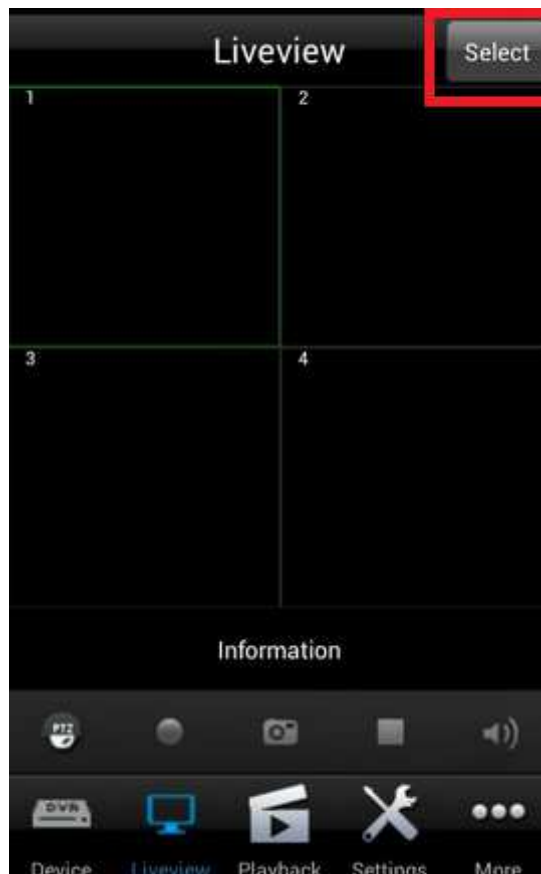 Liveview
Select
1
2
3
4
Information
PTZ
DVR
Device
Liveview
Playback
Settings
More